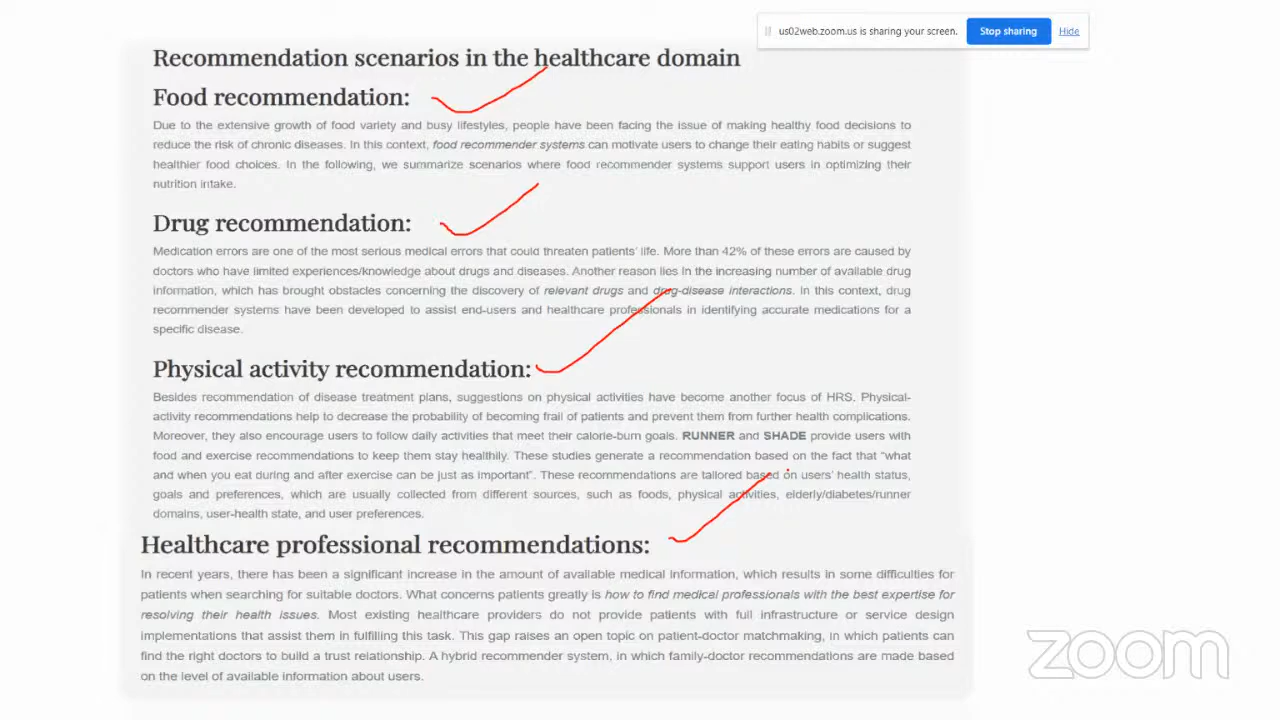 us02web.zoom.us is sharing your screen. Stop sharing Hide
Recommendation scenarios in the healthcare domain
Food recommendation:
Due to the extensive growth of food variety and busy lifestyles, people have been facing the issue of making healthy food decisions to
reduce the risk of chronic diseases. In this context, food recommender systems can motivate users to change their eating habits or suggest
healthier food choices. In the following, we summarize scenarios where food recommender systems support users in optimizing their
nutrition intake.
Drug recommendation:
Medication errors are one of the most serious medical errors that could threaten patients' life. More than 42% of these errors are caused by
doctors who have limited experiences/knowledge about drugs and diseases. Another reason lies in the increasing number of available drug
information, which has brought obstacles concerning the discovery of relevant drugs and drug-disease interactions. In this context, drug
recommender systems have been developed to assist end-users and healthcare professionals in identifying accurate medications for a
specific disease.
Physical activity recommendation:
Besides recommendation of disease treatment plans, suggestions on physical activities have become another focus of HRS. Physical-
activity recommendations help to decrease the probability of becoming frail of patients and prevent them from further health complications.
Moreover, they also encourage users to follow daily activities that meet their calorie-burn goals. RUNNER and SHADE provide users with
food and exercise recommendations to keep them stay healthily. These studies generate a recommendation based on the fact that "what
and when you eat during and after exercise can be just as important". These recommendations are tailored based on users' health status,
goals and preferences, which are usually collected from different sources, such as foods, physical activities, elderly/diabetes/runner
domains, user-health state, and user preferences.
Healthcare professional recommendations:
In recent years, there has been a significant increase in the amount of available medical information, which results in some difficulties for
patients when searching for suitable doctors. What concerns patients greatly is how to find medical professionals with the best expertise for
resolving their health issues. Most existing healthcare providers do not provide patients with full infrastructure or service design
implementations that assist them in fulfilling this task. This gap raises an open topic on patient-doctor matchmaking, in which patients can
find the right doctors to build a trust relationship. A hybrid recommender system, in which family-doctor recommendations are made based
on the level of available information about users.
zoom